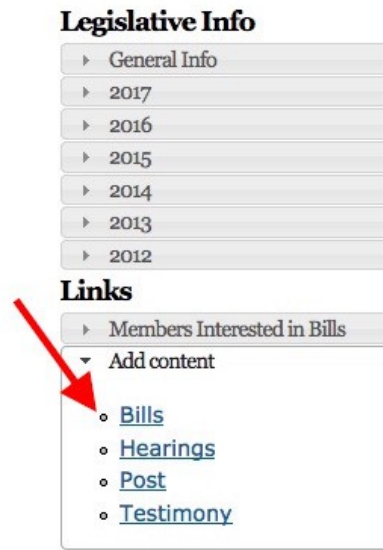 Legislative Info
General Info
2017
2016
2015
2014
2013
2012
Links
Members Interested in Bills
Add content
Bills
Hearings
Post
Testimony